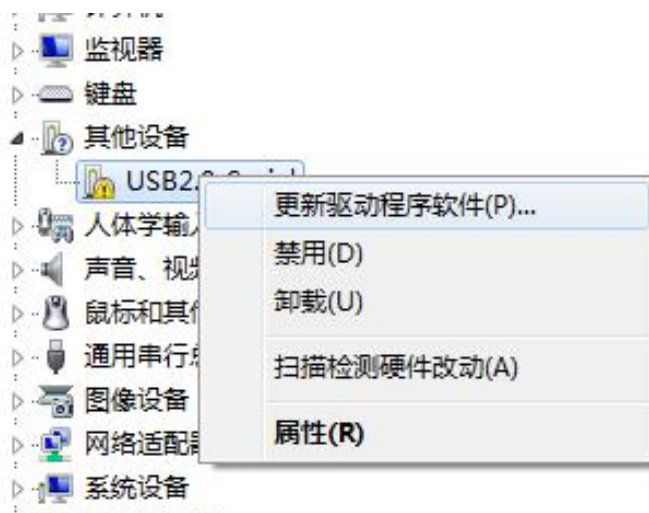 监视器
键盘
其他设备
USB2.
更新驱动程序软件(P)...
人体学输
禁用(D)
声音、视
卸载(U)
鼠标和其
通用串行
扫描检测硬件改动(A)
图像设备
网络适配
属性(R)
系统设备